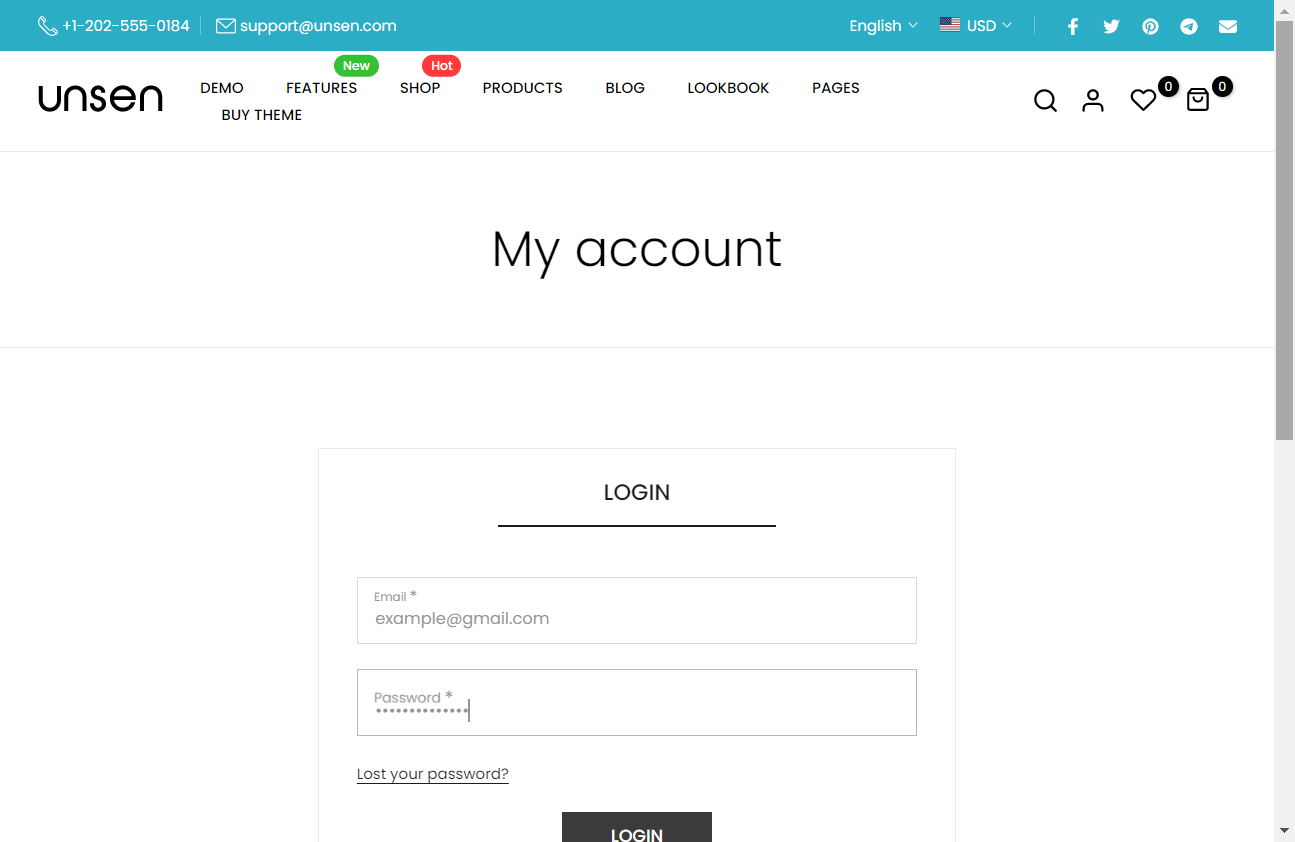 +1-202-555-0184 support@unsen.com English USD
New Hot
unsen DEMO FEATURES SHOP PRODUCTS BLOG LOOKBOOK PAGES 0 0
BUY THEME
My account
LOGIN
Email *
example@gmail.com
Password *
••••••••••••••
Lost your password?
LOGIN